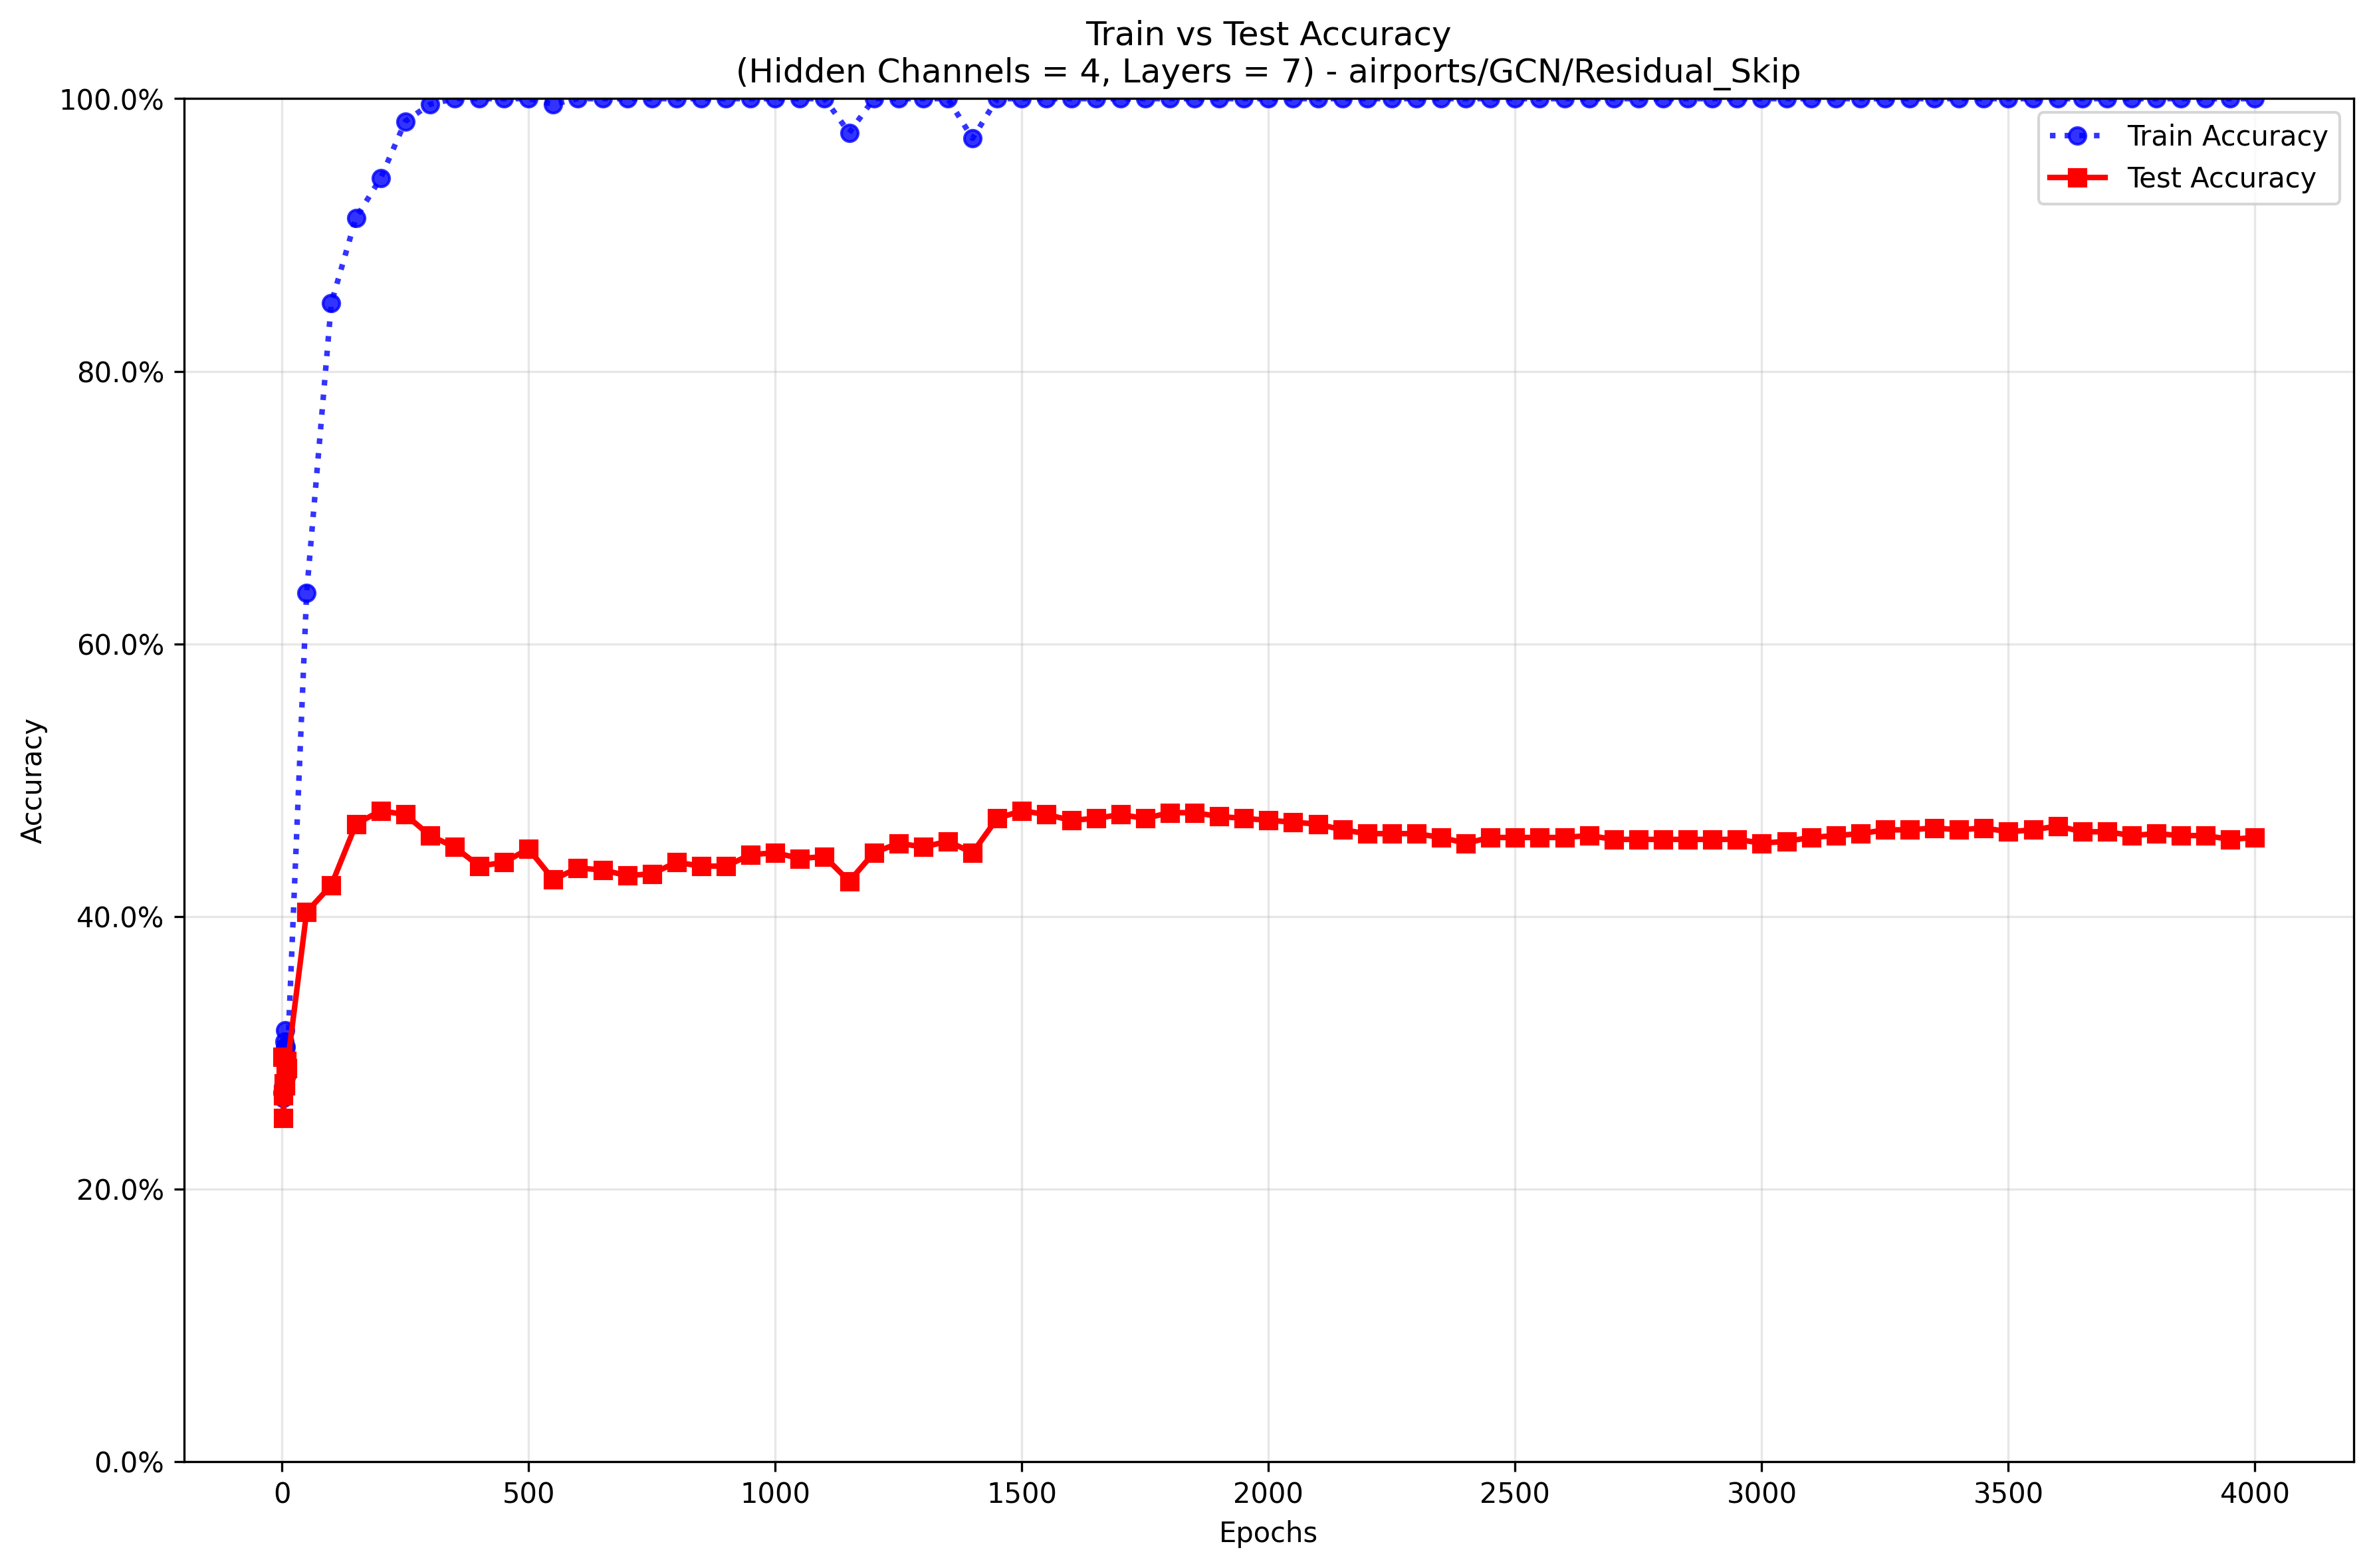 Train vs Test Accuracy
(Hidden Channels = 4, Layers = 7) - airports/GCN/Residual_Skip
100.0%
80.0%
60.0%
40.0%
20.0%
0.0%
Accuracy
Train Accuracy
Test Accuracy
0
500
1000
1500
2000
2500
3000
3500
4000
Epochs